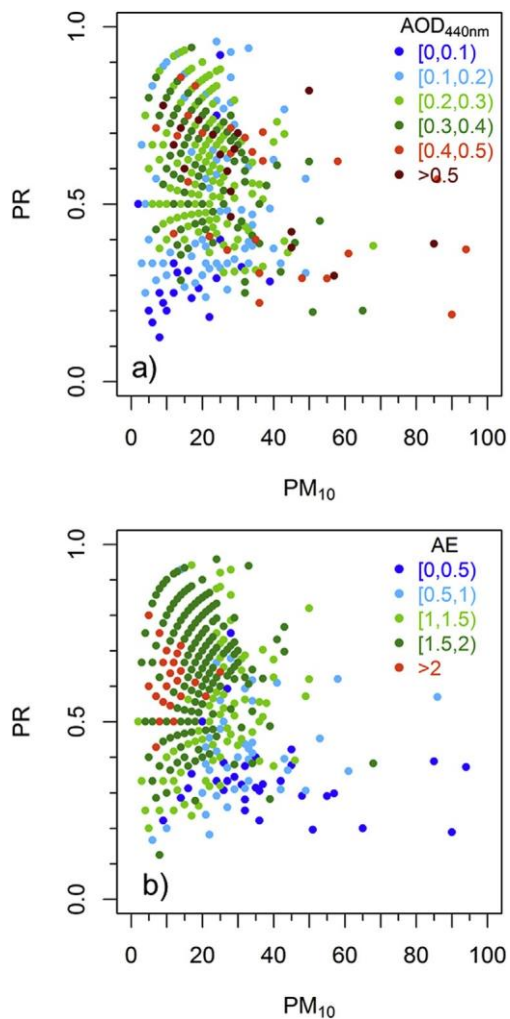 AOD440nm
[0,0.1)
[0.1,0.2)
[0.2,0.3)
[0.3,0.4)
[0.4,0.5)
>0.5
1.0
0.5
0.0
PR
a)
0 20 40 60 80 100
PM10
AE
[0,0.5)
[0.5,1)
[1,1.5)
[1.5,2)
>2
1.0
0.5
0.0
PR
b)
0 20 40 60 80 100
PM10